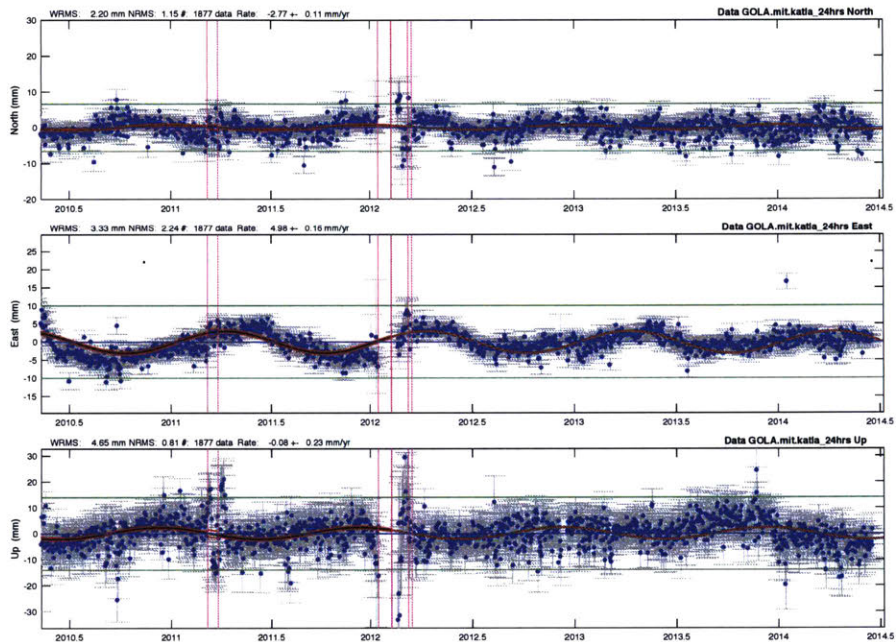 WRMS: 2.20 mm NRMS: 1.15 #: 1877 data Rate: -2.77 +- 0.11 mm/yr Data GOLA.mit.katla_24hrs North
30
20
10
0
-10
-20
North (mm)
2010.5 2011 2011.5 2012 2012.5 2013 2013.5 2014 2014.5
WRMS: 3.33 mm NRMS: 2.24 #: 1877 data Rate: 4.98 +- 0.16 mm/yr Data GOLA.mit.katla_24hrs East
25
20
15
10
5
0
-5
-10
-15
East (mm)
2010.5 2011 2011.5 2012 2012.5 2013 2013.5 2014 2014.5
WRMS: 4.65 mm NRMS: 0.81 #: 1877 data Rate: -0.08 +- 0.23 mm/yr Data GOLA.mit.katla_24hrs Up
30
20
10
0
-10
-20
-30
Up (mm)
2010.5 2011 2011.5 2012 2012.5 2013 2013.5 2014 2014.5